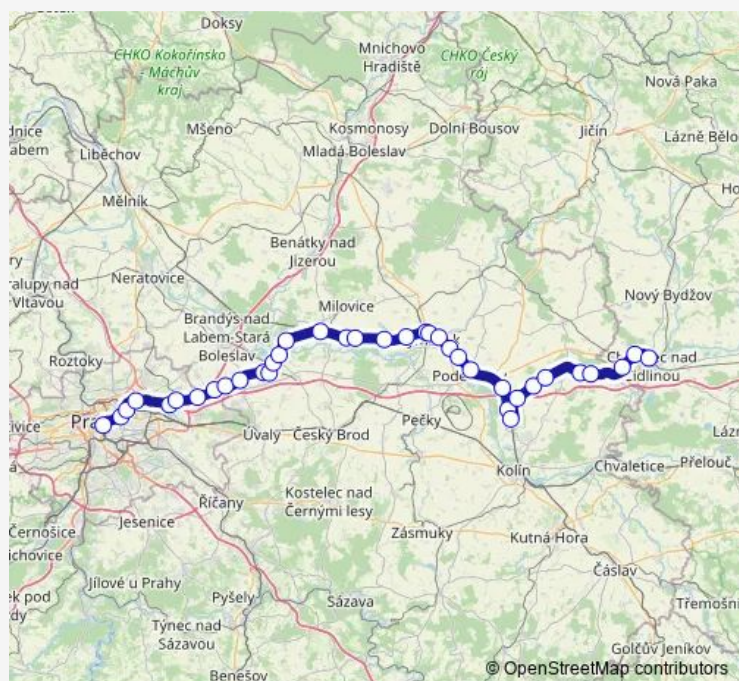 Doksy
CHKO Kokořínsko
- Máchův
kraj
Mnichovo
Hradiště
CHKO Český
ráj
Nová Paka
Mšeno
Kosmonosy
Dolní Bousov
Jičín
Lázně Bělo
Liběchov
Mladá Boleslav
Mělník
Benátky nad
Jizerou
Neratovice
Milovice
Nový Bydžov
Brandýs nad
Labem-Stará
Boleslav
Roztoky
Úvaly
Český Brod
Pečky
Kolín
Chvaletice
Přelouč
Říčany
Kostelec nad
Černými lesy
Jesenice
Zásmuky
Kutná Hora
Čáslav
Jílové u Prahy
Pyšely
Sázava
Týnec nad
Sázavou
Benešov
Golčův Jeníkov
© OpenStreetMap contributors